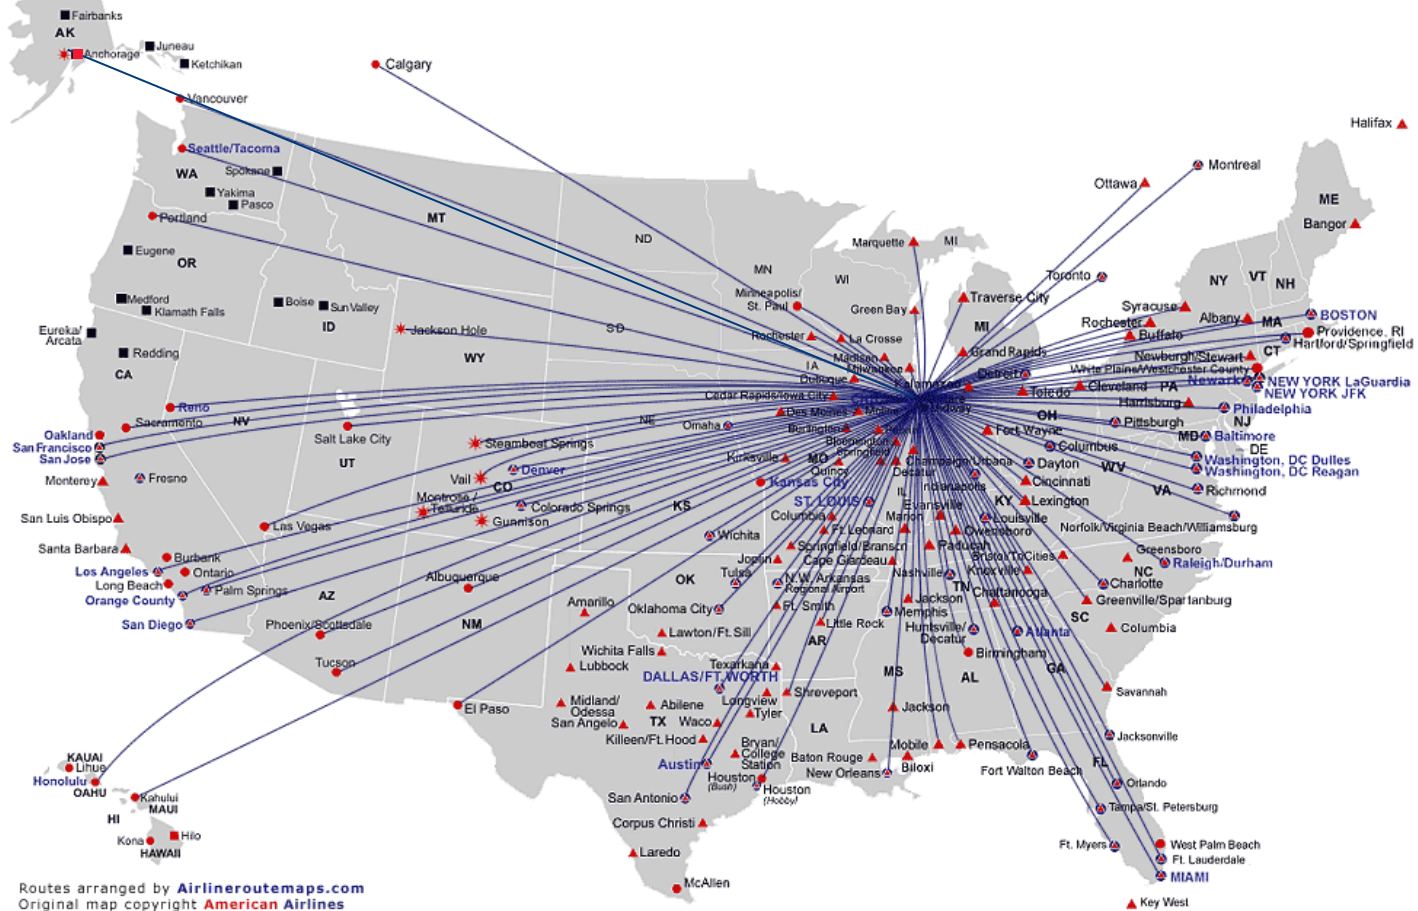 Fairbanks
AK
Anchorage
Juneau
Ketchikan
Calgary
Vancouver
Halifax
Seattle/Tacoma
Montreal
WA
Spokane
Ottawa
Yakima
Pasco
ME
Portland
MT
Bangor
Eugene
ND
Marquette
MI
OR
MN
WI
Toronto
NY
VT
NH
Medford
Klamath Falls
Boise
Sun Valley
Minneapolis/
St. Paul
Green Bay
Traverse City
Syracuse
BOSTON
Eureka/
Arcata
ID
Jackson Hole
SD
Rochester
La Crosse
MI
Rochester
Albany
MA
Providence, RI
Buffalo
Hartford/Springfield
Redding
WY
Madison
Grand Rapids
Newburgh/Stewart
CT
CA
IA
Milwaukee
Detroit
White Plains/Westchester County
Dubuque
Kalamazoo
Cleveland
PA
Newark
NEW YORK LaGuardia
Reno
Cedar Rapids/Iowa City
Toledo
NEW YORK JFK
Sacramento
NV
NE
Des Moines
Moline
OH
Harrisburg
Philadelphia
Oakland
Salt Lake City
Omaha
Burlington
Peoria
Fort Wayne
Pittsburgh
NJ
San Francisco
Steamboat Springs
Bloomington
Columbus
MD
Baltimore
San Jose
UT
Denver
Kirksville
MO
Springfield
Champaign/Urbana
Dayton
WV
DE
Washington, DC Dulles
Monterey
Fresno
Vail
CO
Quincy
Decatur
Indianapolis
Cincinnati
Washington, DC Reagan
Montrose/
Telluride
Kansas City
IL
KY
Lexington
VA
Richmond
San Luis Obispo
Colorado Springs
KS
ST. LOUIS
Evansville
Las Vegas
Gunnison
Columbia
Marion
Louisville
Norfolk/Virginia Beach/Williamsburg
Santa Barbara
Wichita
Ft. Leonard
Owensboro
Burbank
Springfield/Branson
Paducah
Bristol/TriCities
Greensboro
Los Angeles
Ontario
Joplin
Cape Girardeau
Knoxville
NC
Raleigh/Durham
Long Beach
Palm Springs
Albuquerque
OK
Tulsa
N.W. Arkansas
Regional Airport
Nashville
TN
Charlotte
Orange County
AZ
Amarillo
Oklahoma City
Ft. Smith
Jackson
Chattanooga
Greenville/Spartanburg
San Diego
Phoenix/Scottsdale
NM
Lawton/Ft. Sill
Little Rock
Memphis
SC
Columbia
Wichita Falls
AR
Huntsville/
Decatur
Atlanta
Tucson
Lubbock
Texarkana
Birmingham
GA
DALLAS/FT. WORTH
MS
AL
Savannah
El Paso
Midland/
Odessa
Abilene
Longview
Shreveport
San Angelo
TX
Waco
Tyler
LA
Jackson
Killeen/Ft. Hood
Bryan/
College
Station
Baton Rouge
Mobile
Pensacola
Jacksonville
KAUAI
Lihue
Austin
New Orleans
Biloxi
Fort Walton Beach
FL
Honolulu
OAHU
Houston
(Bush)
Houston
(Hobby)
Orlando
Kahului
MAUI
San Antonio
Tampa/St. Petersburg
HI
Corpus Christi
Kona
Hilo
HAWAII
Laredo
Ft. Myers
West Palm Beach
Ft. Lauderdale
MIAMI
McAllen
Key West
Routes arranged by Airlineroutemaps.com
Original map copyright American Airlines